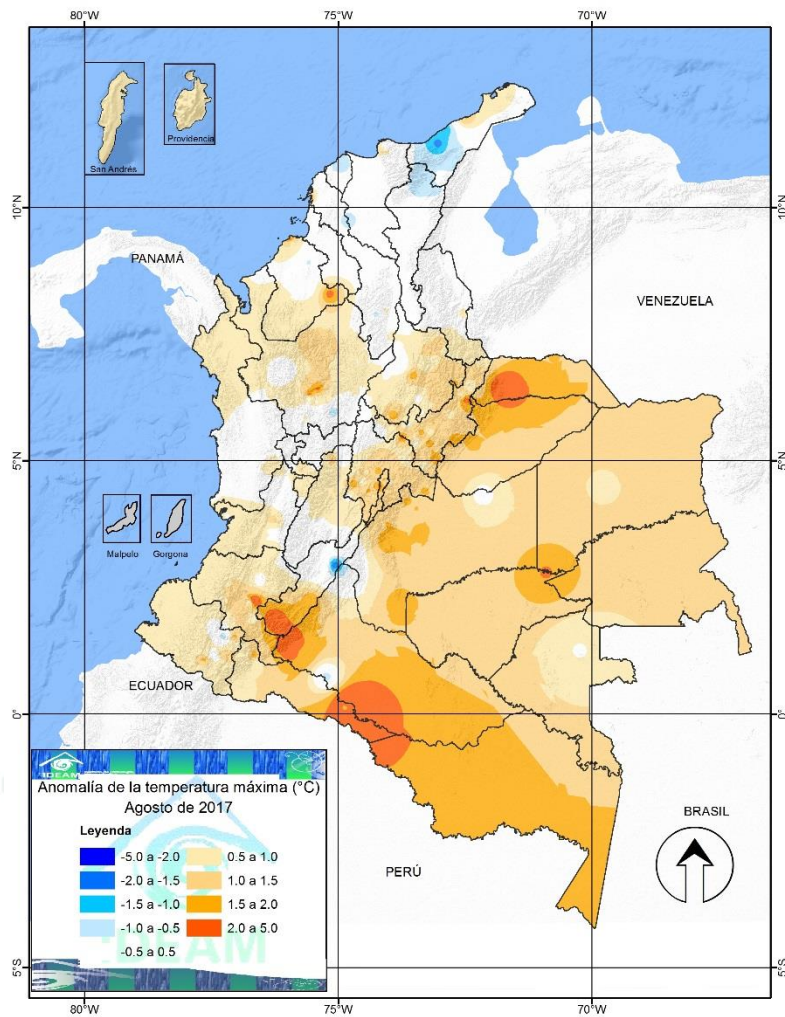 80°W 75°W 70°W
San Andrés
Providencia
10°N 10°N
PANAMÁ
VENEZUELA
5°N 5°N
Malpulo Gorgona
ECUADOR
0° 0°
IDEAM
Anomalía de la temperatura máxima (°C)
Agosto de 2017
Leyenda
-5.0 a -2.0 0.5 a 1.0
-2.0 a -1.5 1.0 a 1.5
-1.5 a -1.0 1.5 a 2.0
-1.0 a -0.5 2.0 a 5.0
-0.5 a 0.5
IDEAM
BRASIL
PERÚ
5°S 5°S
80°W 75°W 70°W